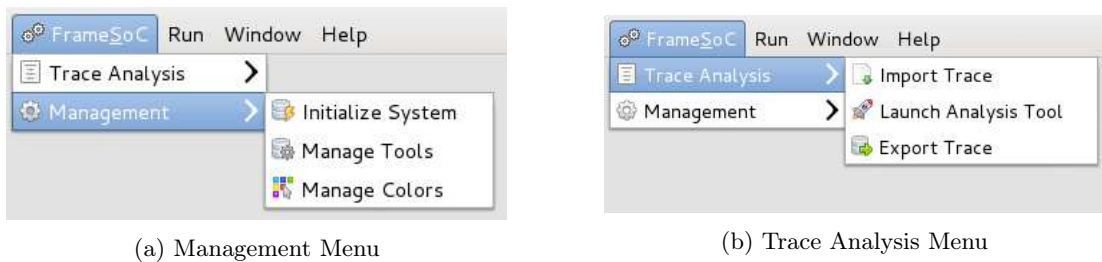 FrameSoC Run Window Help
Trace Analysis
Management
Initialize System
Manage Tools
Manage Colors
(a) Management Menu
FrameSoC Run Window Help
Trace Analysis
Management
Import Trace
Launch Analysis Tool
Export Trace
(b) Trace Analysis Menu